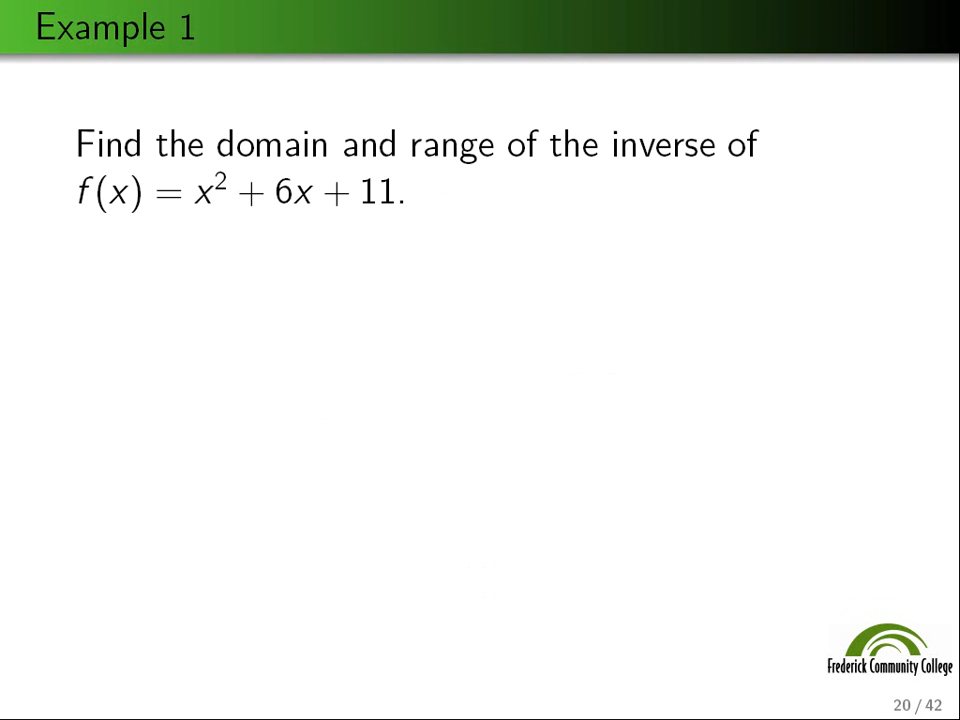 Example 1
Find the domain and range of the inverse of
f(x) = x² + 6x + 11.
Frederick Community College
20 / 42